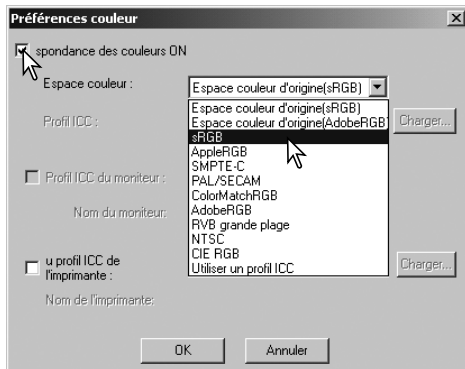 Préférences couleur
spondance des couleurs ON
Espace couleur :
Espace couleur d'origine(sRGB)
Espace couleur d'origine(sRGB)
Espace couleur d'origine(AdobeRGB
Profil ICC :
Charger...
sRGB
AppleRGB
SMPTE-C
Profil ICC du moniteur :
PAL/SECAM
ColorMatchRGB
Nom du moniteur:
AdobeRGB
RVB grande plage
NTSC
u profil ICC de
l'imprimante :
CIE RGB
Utiliser un profil ICC
Charger...
Nom de l'imprimante:
OK
Annuler